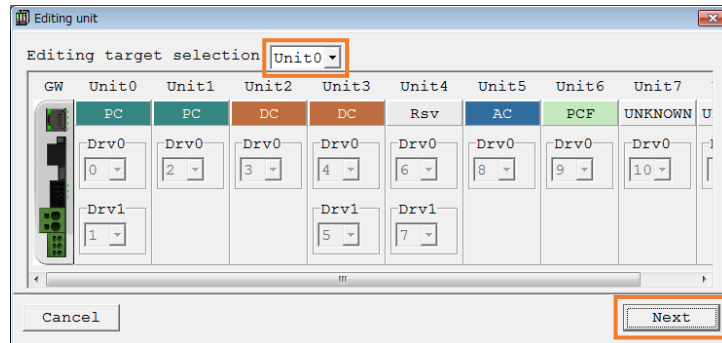 Editing unit
Editing target selection Unit0
GW Unit0 Unit1 Unit2 Unit3 Unit4 Unit5 Unit6 Unit7
PC PC DC DC Rsv AC PCF UNKNOWN
Drv0 Drv0 Drv0 Drv0 Drv0 Drv0 Drv0 Drv0
0 2 3 4 6 8 9 10
Drv1 Drv1 Drv1
1 5 7
Cancel Next